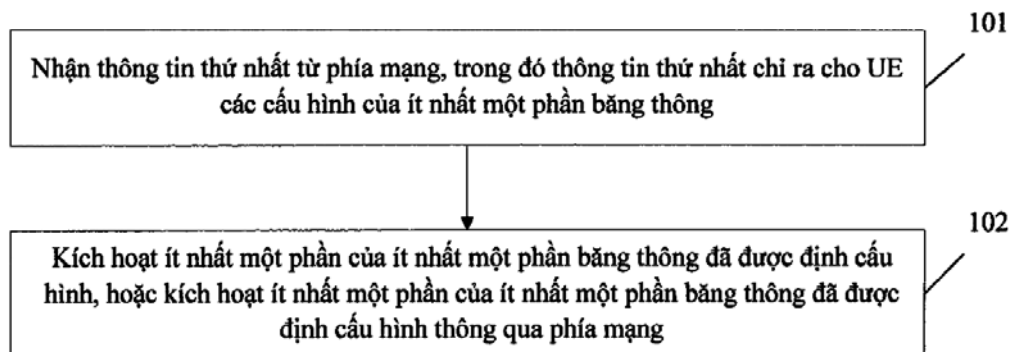 101
Nhận thông tin thứ nhất từ phía mạng, trong đó thông tin thứ nhất chỉ ra cho UE
các cấu hình của ít nhất một phần băng thông
102
Kích hoạt ít nhất một phần của ít nhất một phần băng thông đã được định cấu
hình, hoặc kích hoạt ít nhất một phần của ít nhất một phần băng thông đã được
định cấu hình thông qua phía mạng